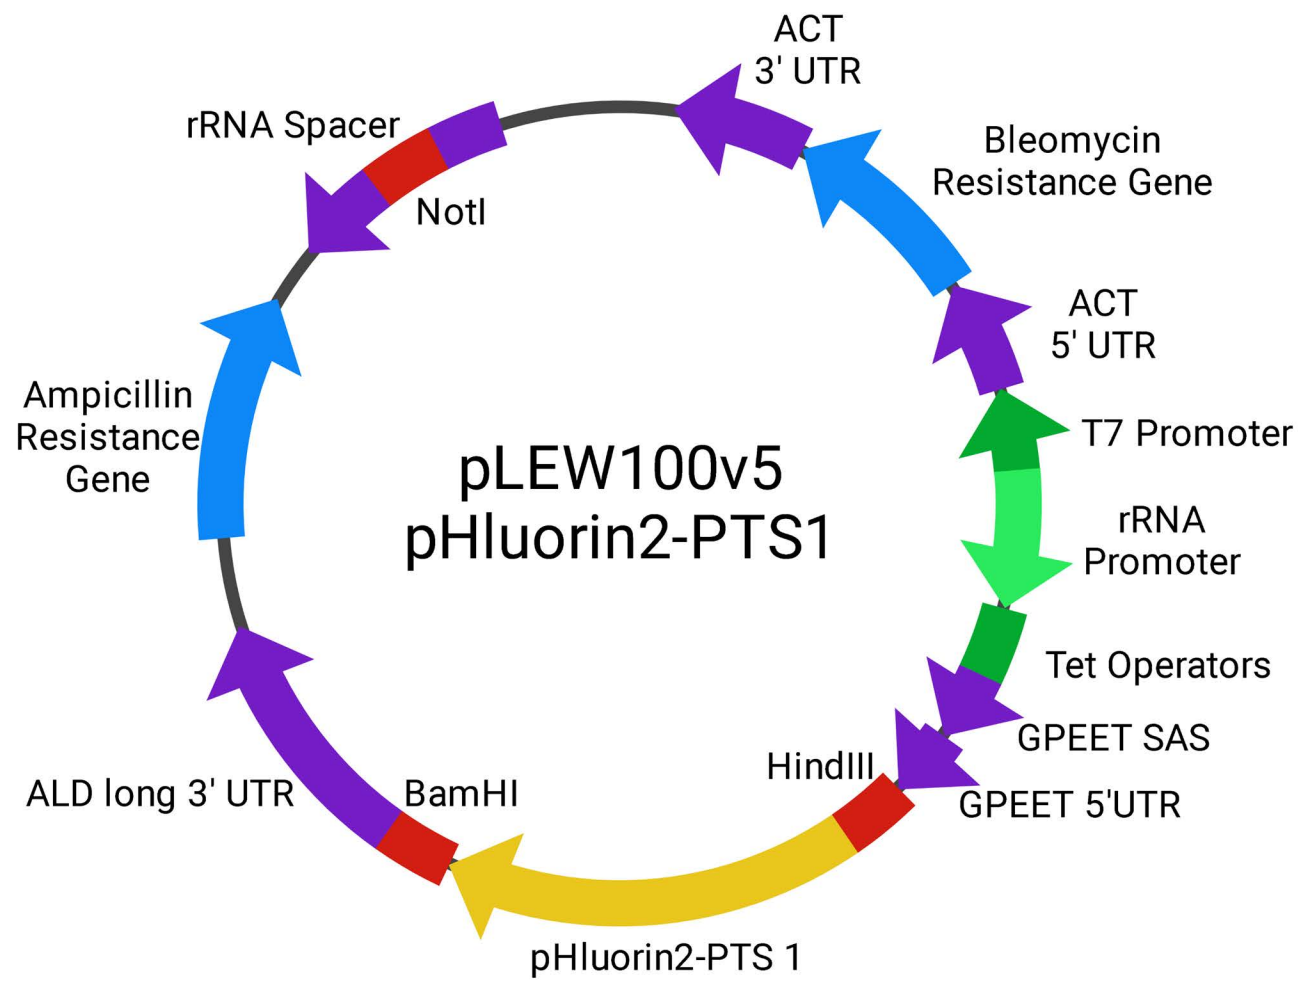 ACT
3' UTR
rRNA Spacer
Bleomycin
Resistance Gene
NotI
ACT
5' UTR
Ampicillin
Resistance
Gene
T7 Promoter
pLEW100v5
pHluorin2-PTS1
rRNA
Promoter
Tet Operators
GPEET SAS
HindIII
ALD long 3' UTR
BamHI
GPEET 5'UTR
pHluorin2-PTS 1